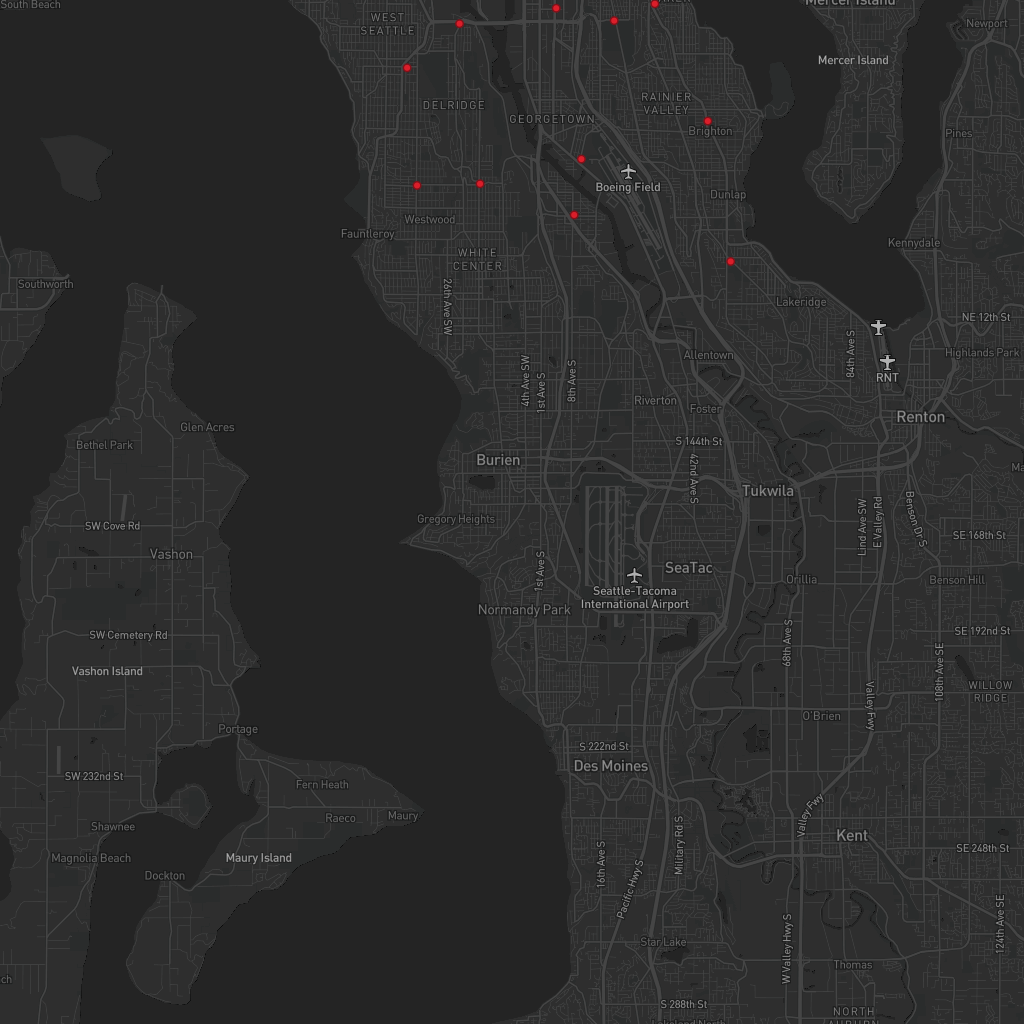 South Beach
Mercer Island
WEST
SEATTLE
Newport
Mercer Island
DELRIDGE
RAINIER
VALLEY
GEORGETOWN
Brighton
Pines
Boeing Field
Dunlap
Westwood
Fauntleroy
Kennydale
WHITE
CENTER
Southworth
26th Ave SW
Lakeridge
NE 12th St
84th Ave S
Allentown
Highlands Park
4th Ave SW
1st Ave S
8th Ave S
RNT
Riverton
Foster
Renton
Glen Acres
Bethel Park
S 144th St
Burien
42nd Ave S
Tukwila
Gregory Heights
SW Cove Rd
Lind Ave SW
E Valley Rd
Benson Dr S
SE 168th St
Vashon
1st Ave S
SeaTac
Orillia
Benson Hill
Seattle-Tacoma
International Airport
Normandy Park
SW Cemetery Rd
68th Ave S
SE 192nd St
Vashon Island
108th Ave SE
WILLOW
RIDGE
Valley Fwy
O'Brien
Portage
S 222nd St
Des Moines
SW 232nd St
Fern Heath
Raeco
Maury
Valley Fwy
Shawnee
Military Rd S
Kent
Magnolia Beach
Maury Island
16th Ave S
SE 248th St
Dockton
Pacific Hwy S
124th Ave SE
W Valley Hwy S
Star Lake
Thomas
S 288th St
NORTH
AUBURN
Lakeland North